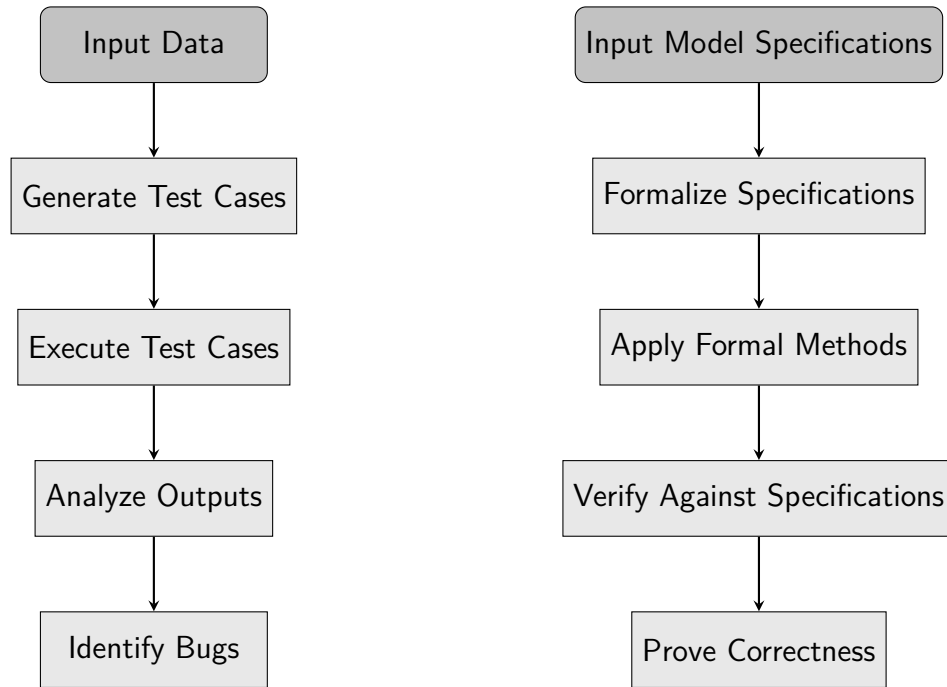 Input Data
Generate Test Cases
Execute Test Cases
Analyze Outputs
Identify Bugs
Input Model Specifications
Formalize Specifications
Apply Formal Methods
Verify Against Specifications
Prove Correctness